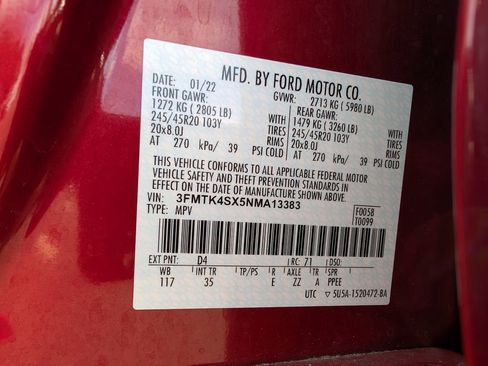 MFD. BY FORD MOTOR CO.
01/22 GVWR: 2713 KG ( 5980 LB)
FRONT GAWR: REAR GAWR:
1272 KG ( 2805 LB) WITH 1479 KG ( 3260 LB) WITH
245/45R20 103Y TIRES 245/45R20 103Y TIRES
20x8.0J RIMS 20x8.0J RIMS
AT 270 kPa/ 39 PSI COLD AT 270 kPa/ 39 PSI COLD
THIS VEHICLE CONFORMS TO ALL APPLICABLE FEDERAL MOTOR
VEHICLE SAFETY AND THEFT PREVENTION STANDARDS IN
EFFECT ON THE DATE OF MANUFACTURE SHOWN ABOVE.
VIN: 3FMTK4SX5NMA13383 F0058
TYPE: MPV T0099
EXT PNT: D4 RC: 71 DSO:
WB INT TR TP/PS R AXLE TR SPR
117 35 E ZZ A PPEE
UTC ▽ 5U5A-1520472-BA